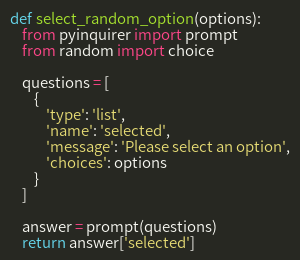 def select_random_option(options):
    from pyinquirer import prompt
    from random import choice

    questions = [
        {
            'type': 'list',
            'name': 'selected',
            'message': 'Please select an option',
            'choices': options
        }
    ]

    answer = prompt(questions)
    return answer['selected']